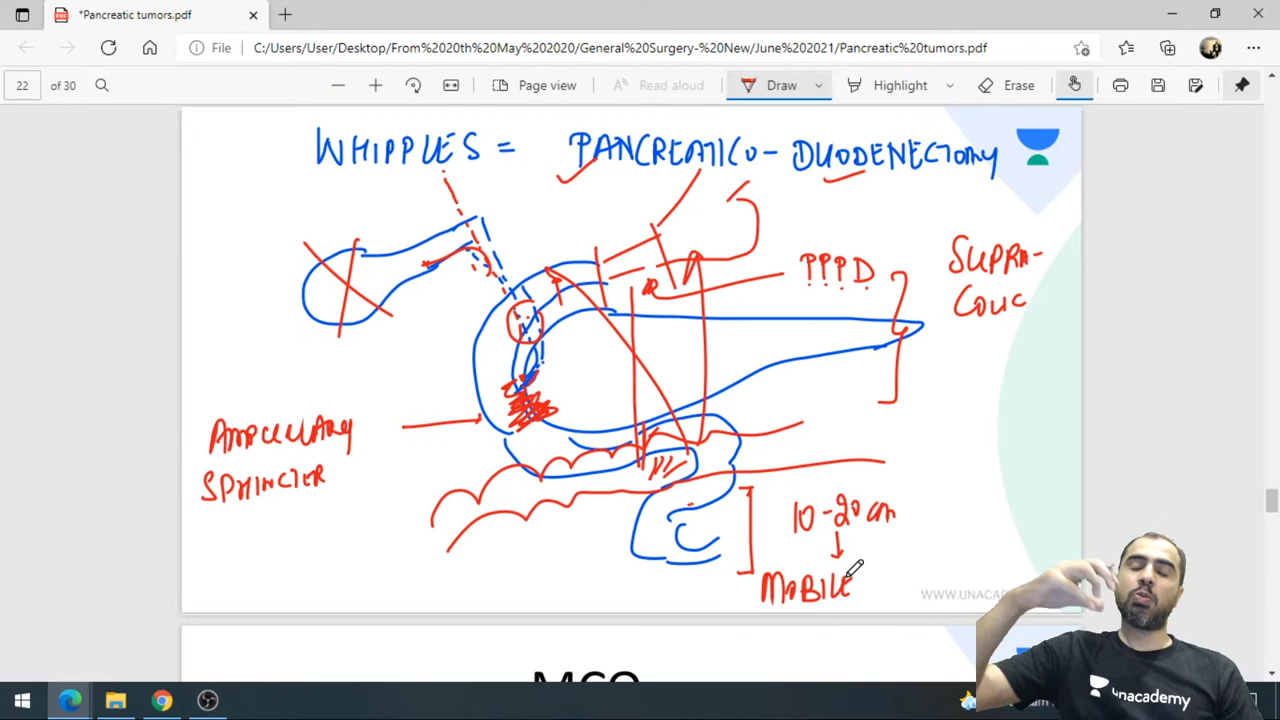 *Pancreatic tumors.pdf
File
C:/Users/User/Desktop/From%2020th%20May%202020/General%20Surgery-%20New/June%202021/Pancreatic%20tumors.pdf
22
of 30
Page view
Read aloud
Draw
Highlight
Erase
WHIPPLES = PANCREATICO-DUODENECTOMY
PPPD
SUPRA-
COLIC
AMPULLARY
SPHINCTER
C
10-20 cm
MOBILE
WWW.UNACADE
unacademy
MCQ